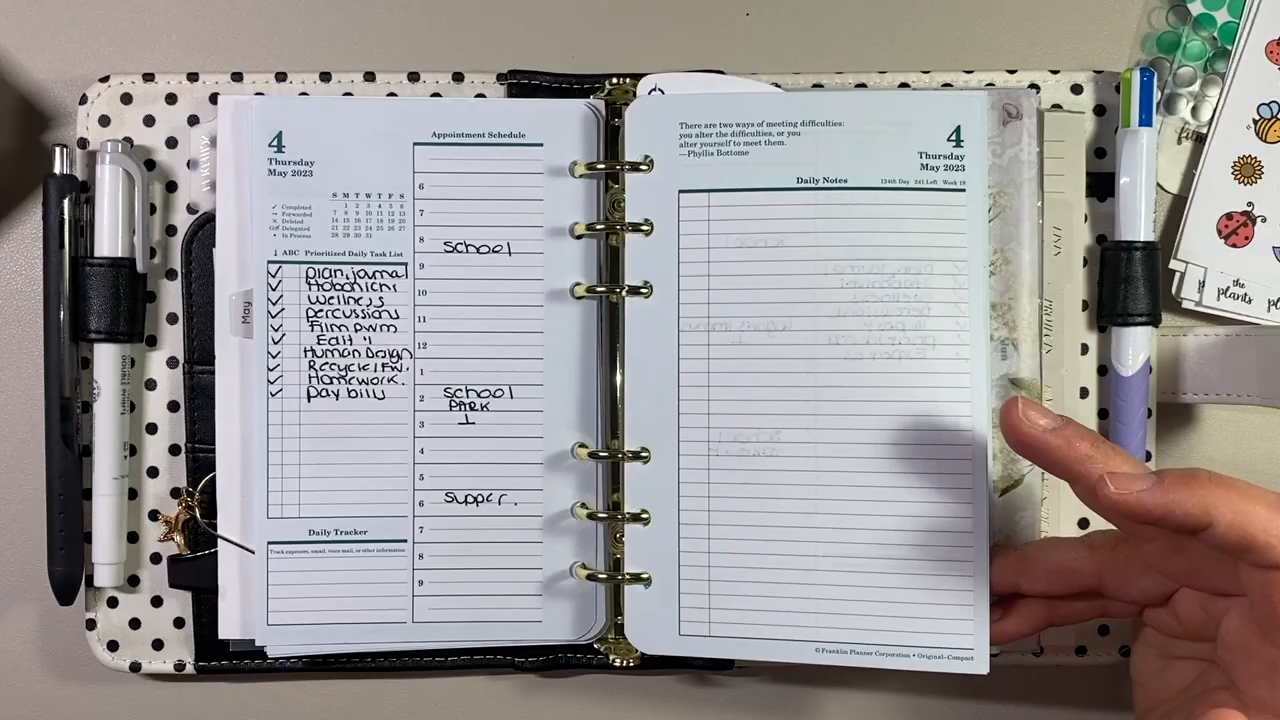 4
Thursday
May 2023
S M T W T F S
1 2 3 4 5 6
7 8 9 10 11 12 13
14 15 16 17 18 19 20
21 22 23 24 25 26 27
28 29 30 31
✓ Completed
→ Forwarded
✕ Deleted
Delegated
• In Process
↓ ABC Prioritized Daily Task List
✓ plan, journal
✓ Hobonichi
✓ wellness
✓ percussions
✓ Film pwm
✓ Edit "
✓ Human Design
✓ Recycle/FW.
✓ Homework.
✓ pay bills
Daily Tracker
Track expenses, email, voice mail, or other information.
Appointment Schedule
6
7
8 school
9
10
11
12
1
2 school
PARK
3
4
5
6 supper.
7
8
9
May
There are two ways of meeting difficulties:
you alter the difficulties, or you
alter yourself to meet them.
—Phyllis Bottome
4
Thursday
May 2023
Daily Notes
124th Day 241 Left Week 18
© Franklin Planner Corporation • Original–Compact
LISTS
the
plants